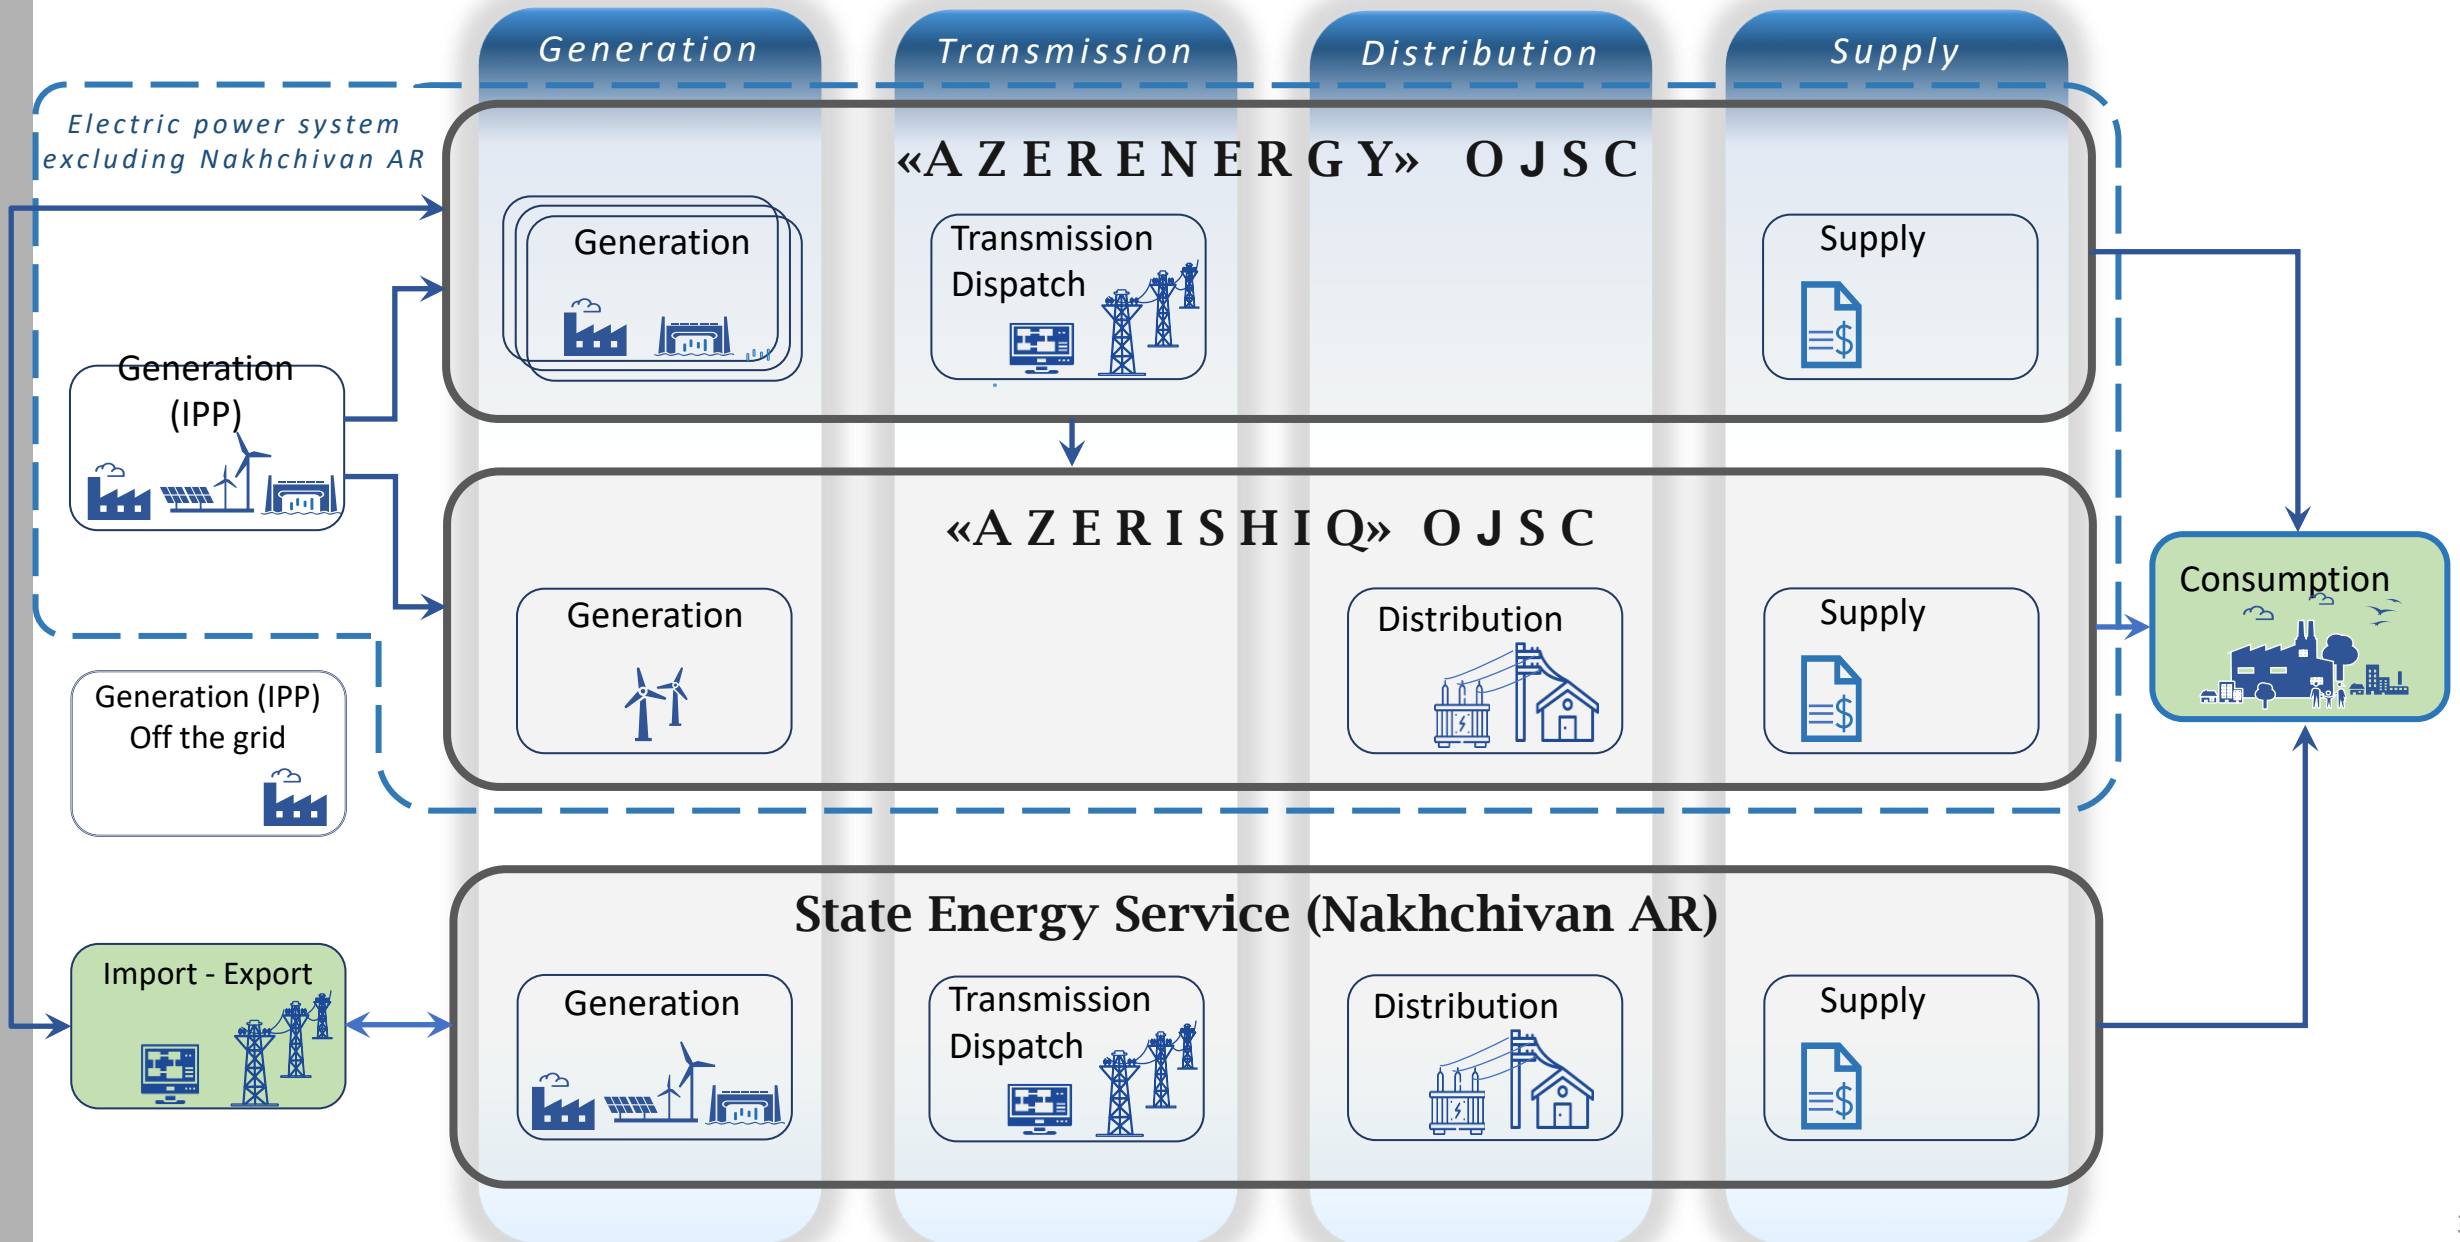 Generation
Transmission
Distribution
Supply
Electric power system
excluding Nakhchivan AR
«AZERENERGY» OJSC
Generation
Transmission
Dispatch
Supply
Generation
(IPP)
«AZERISHIQ» OJSC
Generation
Distribution
Supply
Consumption
Generation (IPP)
Off the grid
State Energy Service (Nakhchivan AR)
Import - Export
Generation
Transmission
Dispatch
Distribution
Supply